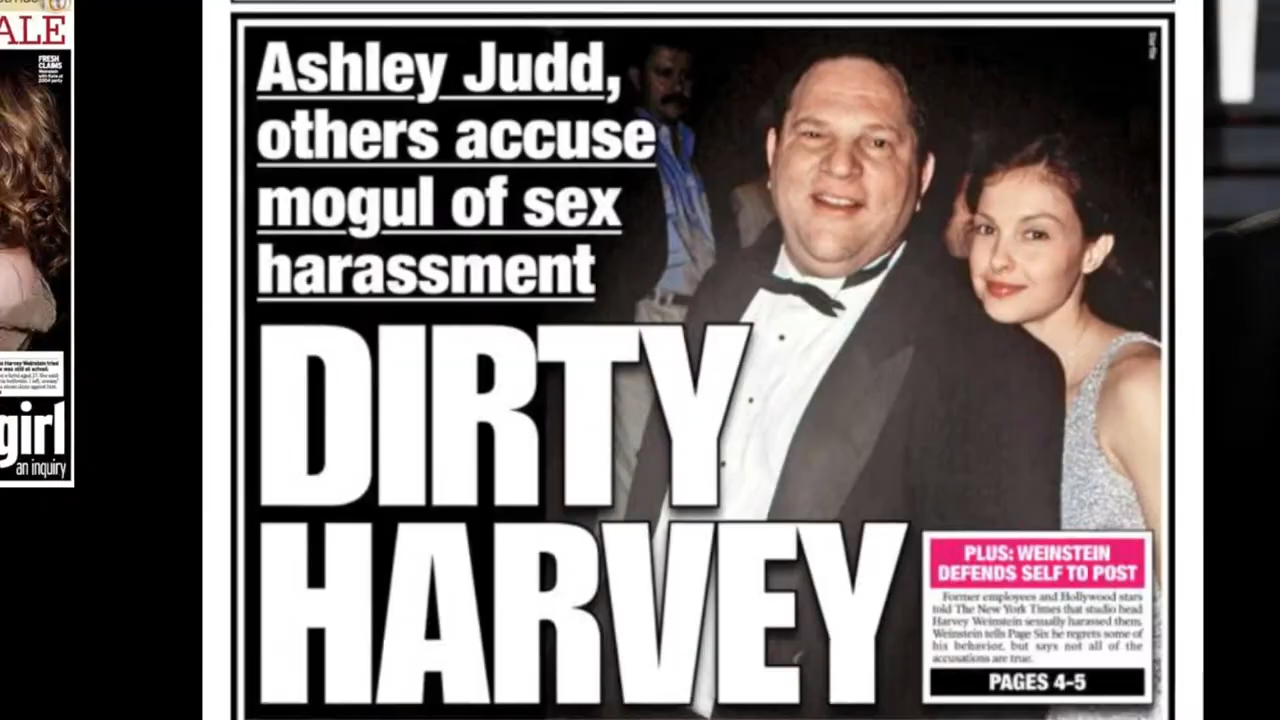 ALE
FRESH
CLAIMS
girl
an inquiry
Ashley Judd,
others accuse
mogul of sex
harassment
DIRTY
HARVEY
PLUS: WEINSTEIN
DEFENDS SELF TO POST
Former employees and Hollywood stars
told The New York Times that studio head
Harvey Weinstein sexually harassed them.
Weinstein tells Page Six he regrets some of
his behavior, but says not all of the
accusations are true.
PAGES 4-5